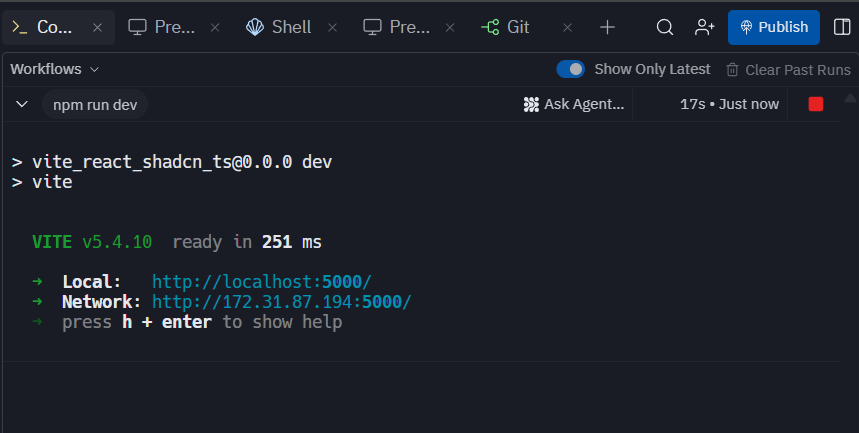 Co... Pre... Shell Pre... Git Publish
Workflows Show Only Latest Clear Past Runs
npm run dev Ask Agent... 17s • Just now
> vite_react_shadcn_ts@0.0.0 dev
> vite
VITE v5.4.10 ready in 251 ms
➜ Local: http://localhost:5000/
➜ Network: http://172.31.87.194:5000/
➜ press h + enter to show help